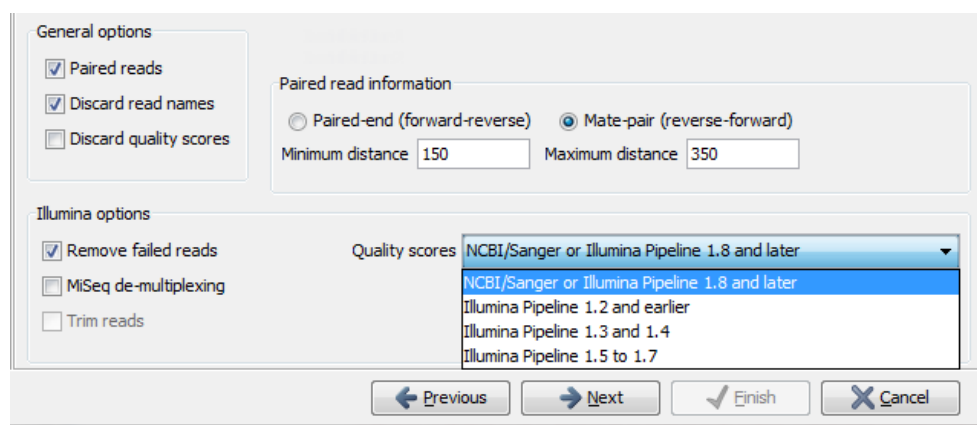 General options
Paired reads
Discard read names
Discard quality scores
Paired read information
Paired-end (forward-reverse) Mate-pair (reverse-forward)
Minimum distance 150 Maximum distance 350
Illumina options
Remove failed reads
MiSeq de-multiplexing
Trim reads
Quality scores NCBI/Sanger or Illumina Pipeline 1.8 and later
NCBI/Sanger or Illumina Pipeline 1.8 and later
Illumina Pipeline 1.2 and earlier
Illumina Pipeline 1.3 and 1.4
Illumina Pipeline 1.5 to 1.7
Previous Next Finish Cancel